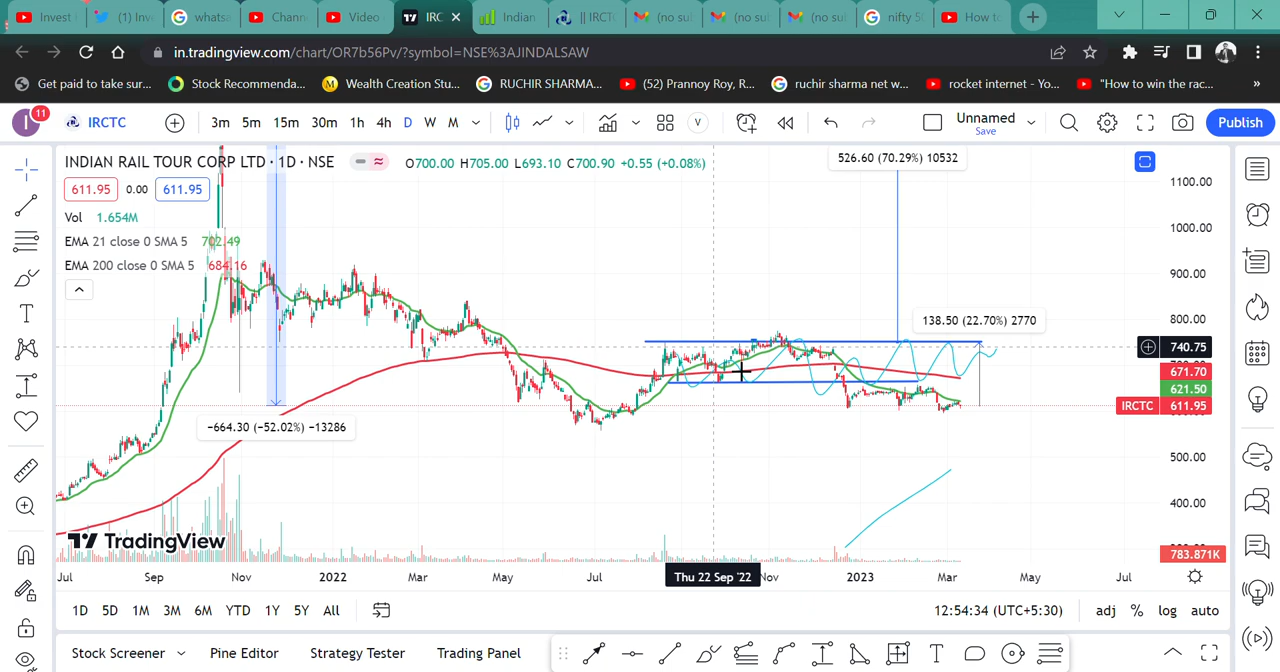 Invest
(1) Inve
whatsa
Chann
Video
IRC
Indian
|| IRCT
(no sul
(no sul
(no sul
nifty 50
How to
in.tradingview.com/chart/OR7b56Pv/?symbol=NSE%3AJINDALSAW
Get paid to take sur...
Stock Recommenda...
Wealth Creation Stu...
RUCHIR SHARMA...
(52) Prannoy Roy, R...
ruchir sharma net w...
rocket internet - Yo...
"How to win the rac...
»
I
11
IRCTC
3m 5m 15m 30m 1h 4h D W M
V
Unnamed
Save
Publish
INDIAN RAIL TOUR CORP LTD · 1D · NSE
O700.00 H705.00 L693.10 C700.90 +0.55 (+0.08%)
611.95 0.00 611.95
Vol 1.654M
EMA 21 close 0 SMA 5 702.49
EMA 200 close 0 SMA 5 684.16
526.60 (70.29%) 10532
138.50 (22.70%) 2770
−664.30 (−52.02%) −13286
1100.00
1000.00
900.00
800.00
740.75
671.70
621.50
IRCTC 611.95
500.00
400.00
783.871K
TradingView
Jul Sep Nov 2022 Mar May Jul Thu 22 Sep '22 Nov 2023 Mar May Jul
1D 5D 1M 3M 6M YTD 1Y 5Y All
12:54:34 (UTC+5:30)
adj % log auto
Stock Screener
Pine Editor
Strategy Tester
Trading Panel